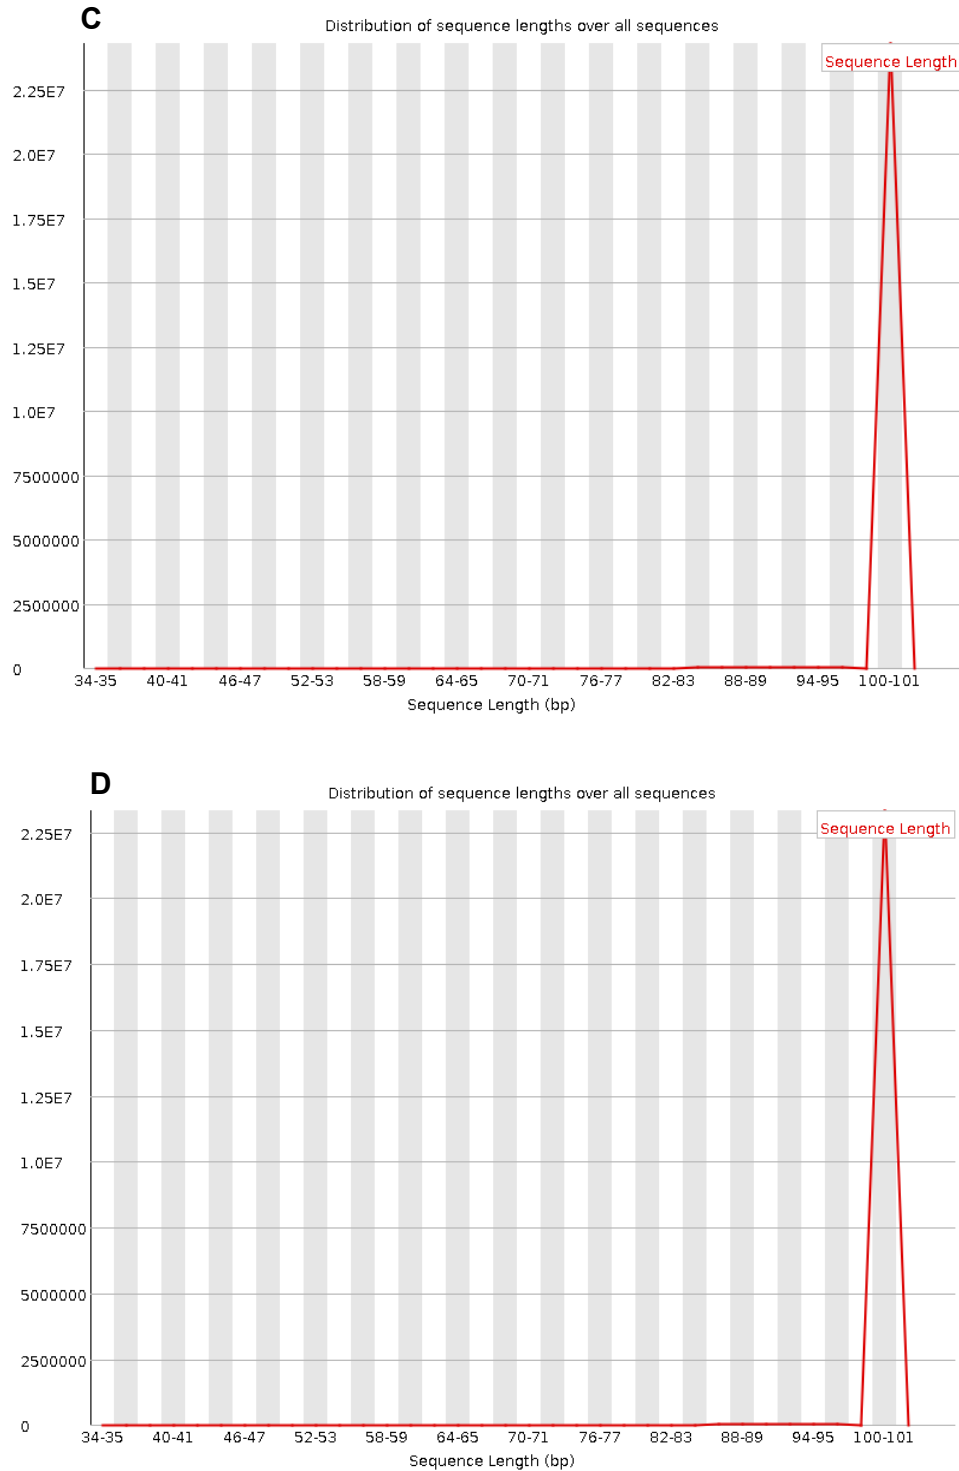 C
Distribution of sequence lengths over all sequences
Sequence Length
2.25E7
2.0E7
1.75E7
1.5E7
1.25E7
1.0E7
7500000
5000000
2500000
0
34-35 40-41 46-47 52-53 58-59 64-65 70-71 76-77 82-83 88-89 94-95 100-101
Sequence Length (bp)
D
Distribution of sequence lengths over all sequences
Sequence Length
2.25E7
2.0E7
1.75E7
1.5E7
1.25E7
1.0E7
7500000
5000000
2500000
0
34-35 40-41 46-47 52-53 58-59 64-65 70-71 76-77 82-83 88-89 94-95 100-101
Sequence Length (bp)